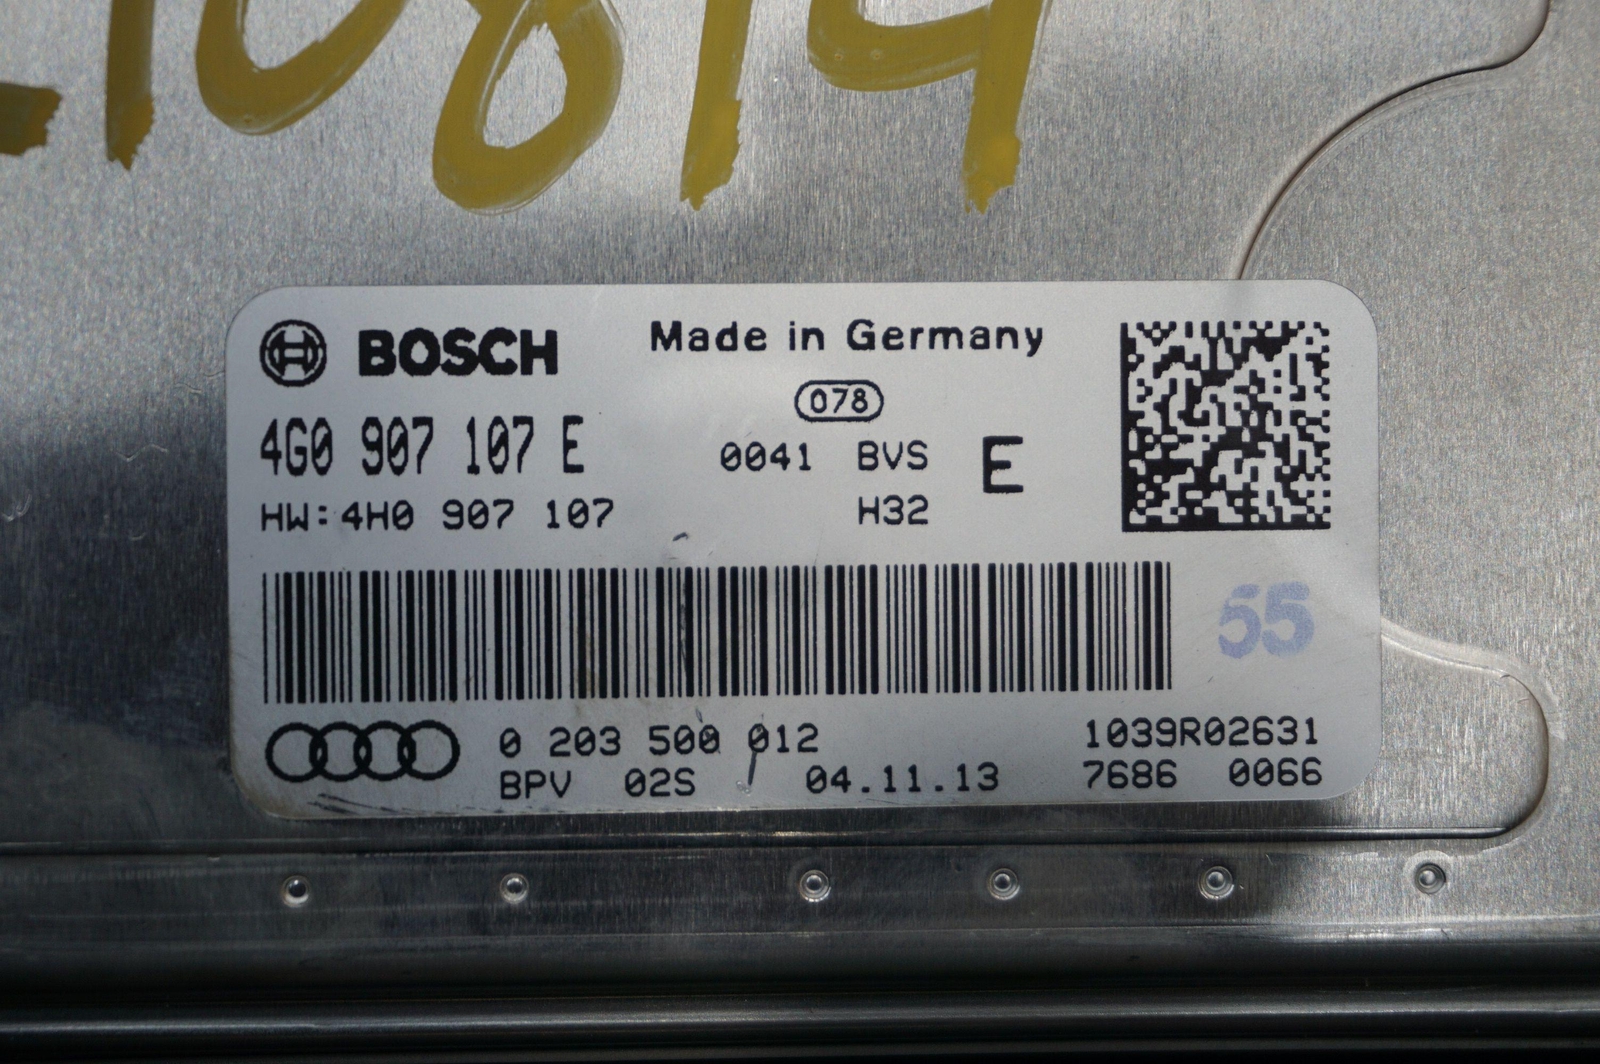 10814
BOSCH
Made in Germany
078
4G0 907 107 E
0041 BVS E
HW:4H0 907 107
H32
55
0 203 500 012
1039R02631
BPV 02S 04.11.13
7686 0066